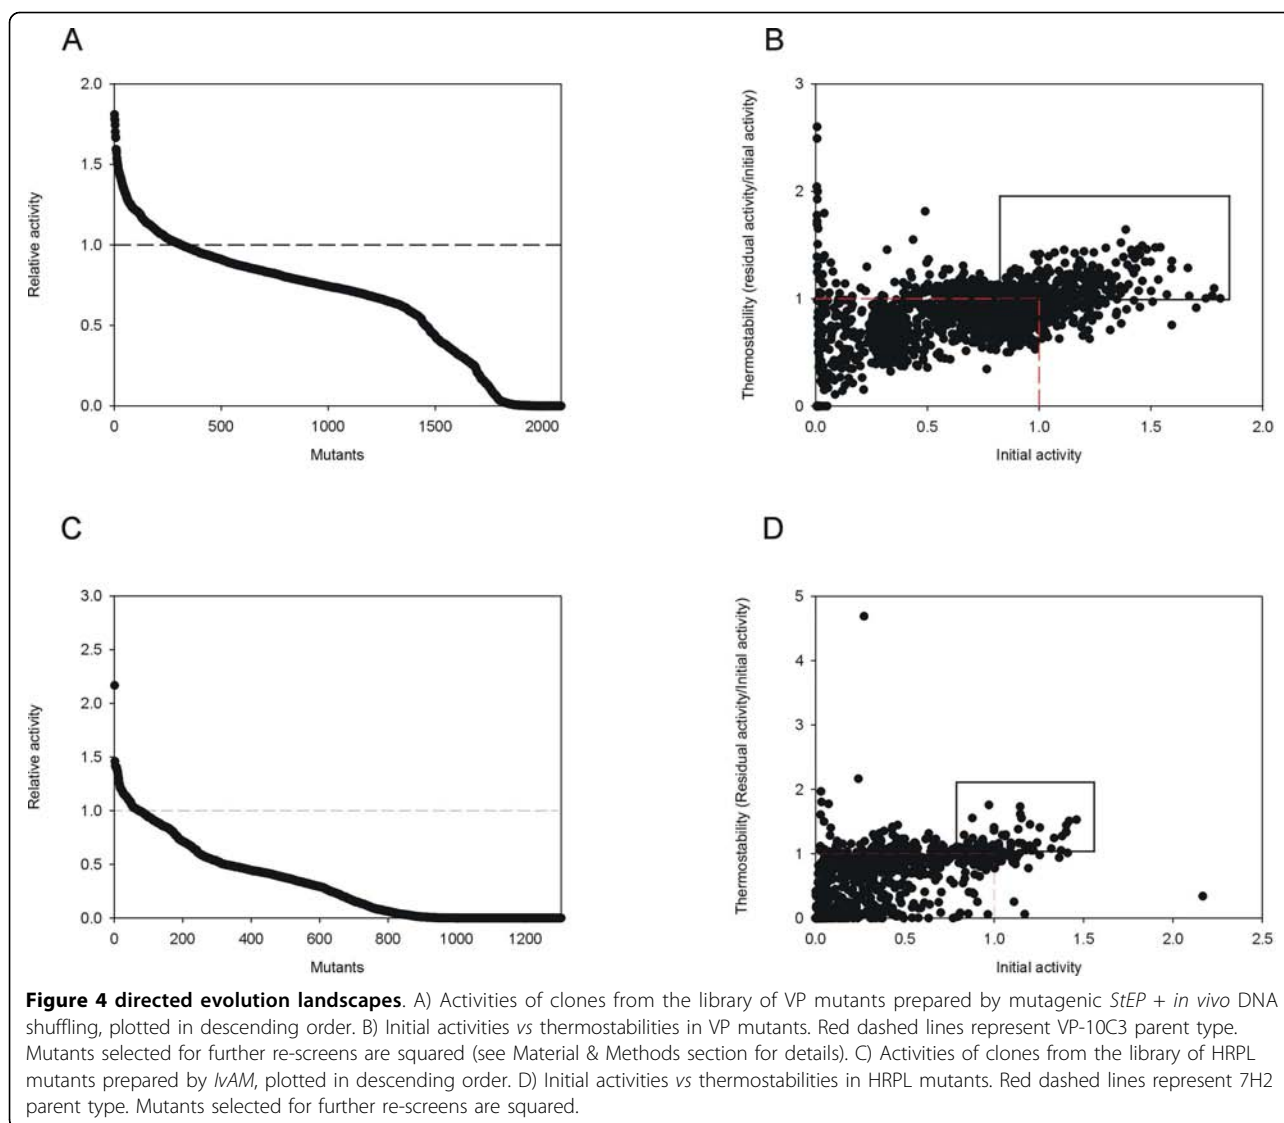 A
2.0
1.5
1.0
0.5
0.0
Relative activity
0
500
1000
1500
2000
Mutants
B
3
2
1
0
Thermostability (residual activity/initial activity)
0.0
0.5
1.0
1.5
2.0
Initial activity
C
3.0
2.5
2.0
1.5
1.0
0.5
0.0
Relative activity
0
200
400
600
800
1000
1200
Mutants
D
5
4
3
2
1
0
Thermostability (Residual activity/Initial activity)
0.0
0.5
1.0
1.5
2.0
2.5
Initial activity
Figure 4 directed evolution landscapes. A) Activities of clones from the library of VP mutants prepared by mutagenic StEP + in vivo DNA
shuffling, plotted in descending order. B) Initial activities vs thermostabilities in VP mutants. Red dashed lines represent VP-10C3 parent type.
Mutants selected for further re-screens are squared (see Material & Methods section for details). C) Activities of clones from the library of HRPL
mutants prepared by IvAM, plotted in descending order. D) Initial activities vs thermostabilities in HRPL mutants. Red dashed lines represent 7H2
parent type. Mutants selected for further re-screens are squared.